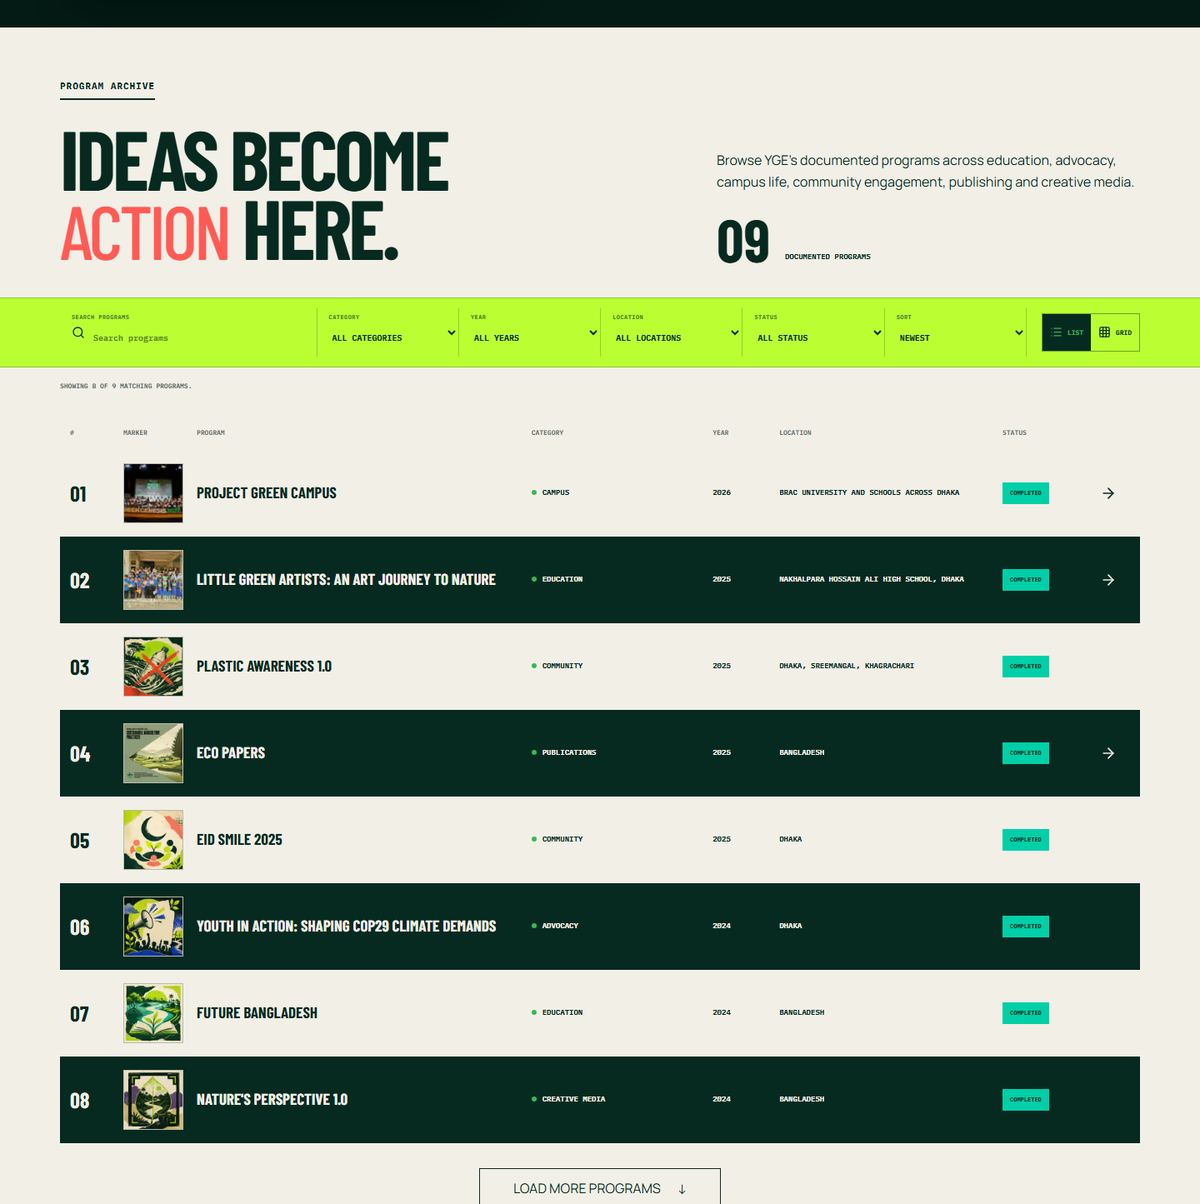 PROGRAM ARCHIVE
IDEAS BECOME
ACTION HERE.
Browse YGE's documented programs across education, advocacy,
campus life, community engagement, publishing and creative media.
09 DOCUMENTED PROGRAMS
SEARCH PROGRAMS CATEGORY YEAR LOCATION STATUS SORT
Search programs ALL CATEGORIES ALL YEARS ALL LOCATIONS ALL STATUS NEWEST LIST GRID
SHOWING 8 OF 9 MATCHING PROGRAMS.
# MARKER PROGRAM CATEGORY YEAR LOCATION STATUS
01 PROJECT GREEN CAMPUS CAMPUS 2026 BRAC UNIVERSITY AND SCHOOLS ACROSS DHAKA COMPLETED →
02 LITTLE GREEN ARTISTS: AN ART JOURNEY TO NATURE EDUCATION 2025 NAKHALPARA HOSSAIN ALI HIGH SCHOOL, DHAKA COMPLETED →
03 PLASTIC AWARENESS 1.0 COMMUNITY 2025 DHAKA, SREEMANGAL, KHAGRACHARI COMPLETED
04 ECO PAPERS PUBLICATIONS 2025 BANGLADESH COMPLETED →
05 EID SMILE 2025 COMMUNITY 2025 DHAKA COMPLETED
06 YOUTH IN ACTION: SHAPING COP29 CLIMATE DEMANDS ADVOCACY 2024 DHAKA COMPLETED
07 FUTURE BANGLADESH EDUCATION 2024 BANGLADESH COMPLETED
08 NATURE'S PERSPECTIVE 1.0 CREATIVE MEDIA 2024 BANGLADESH COMPLETED
LOAD MORE PROGRAMS ↓